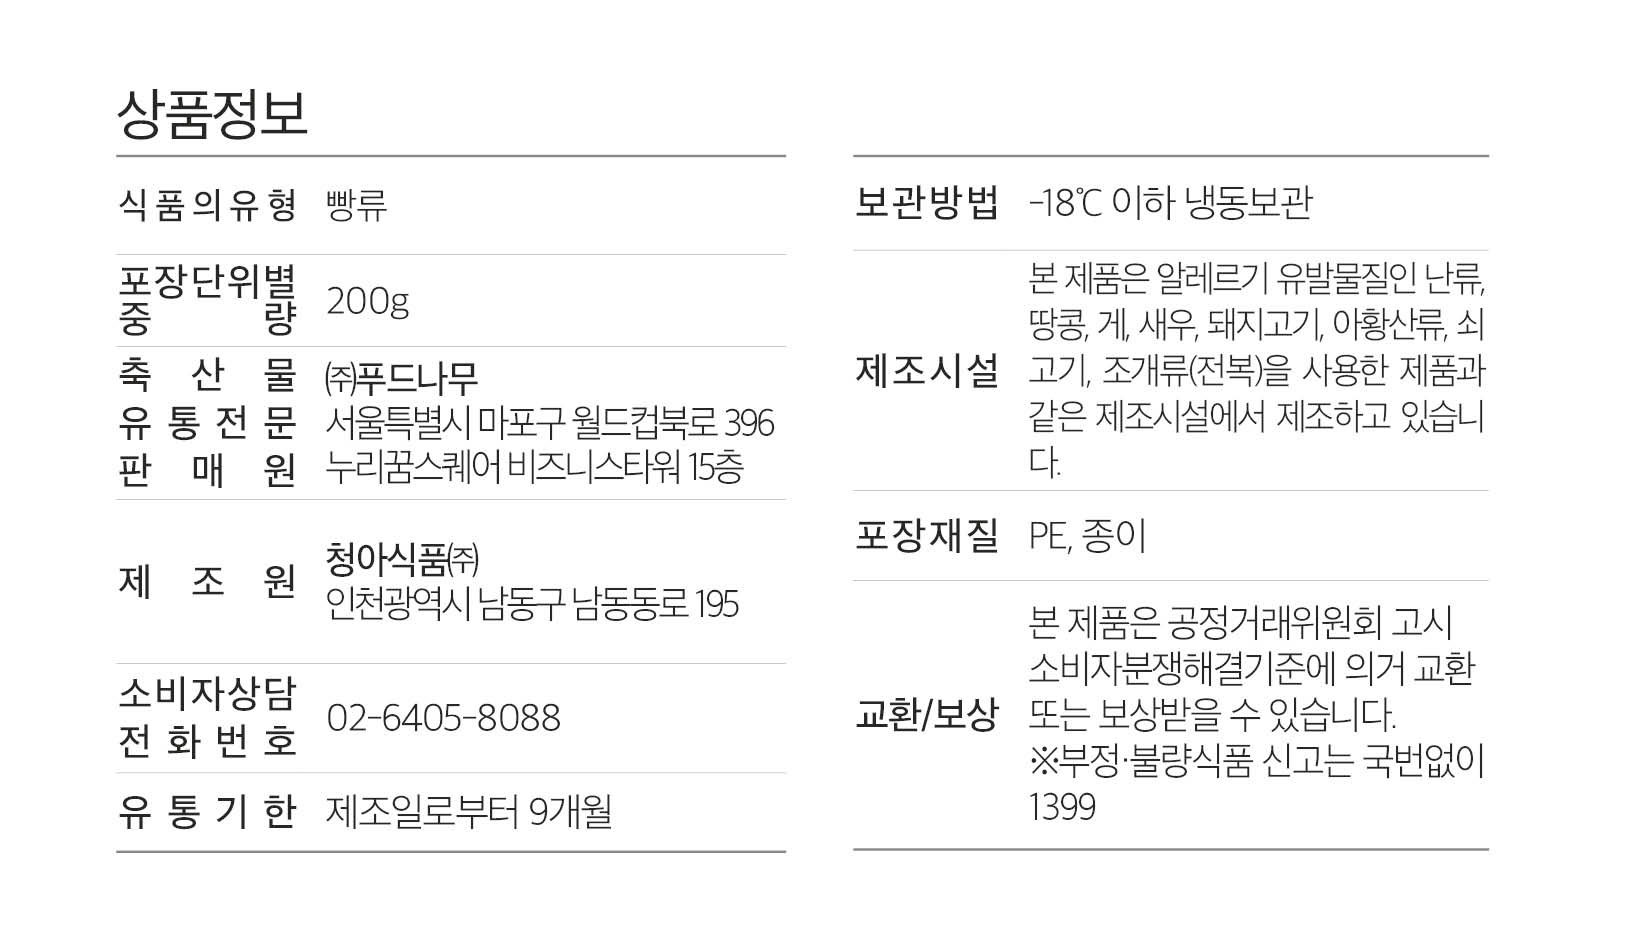 상품정보
식품의유형 빵류
포장단위별
중량 200g
축산물
유통전문
판매원
㈜푸드나무
서울특별시 마포구 월드컵북로 396
누리꿈스퀘어 비즈니스타워 15층
제조원
청아식품㈜
인천광역시 남동구 남동동로 195
소비자상담
전화번호
02-6405-8088
유통기한 제조일로부터 9개월
보관방법 -18℃ 이하 냉동보관
제조시설
본 제품은 알레르기 유발물질인 난류,
땅콩, 게, 새우, 돼지고기, 아황산류, 쇠
고기, 조개류(전복)을 사용한 제품과
같은 제조시설에서 제조하고 있습니
다.
포장재질 PE, 종이
교환/보상
본 제품은 공정거래위원회 고시
소비자분쟁해결기준에 의거 교환
또는 보상받을 수 있습니다.
※부정·불량식품 신고는 국번없이
1399